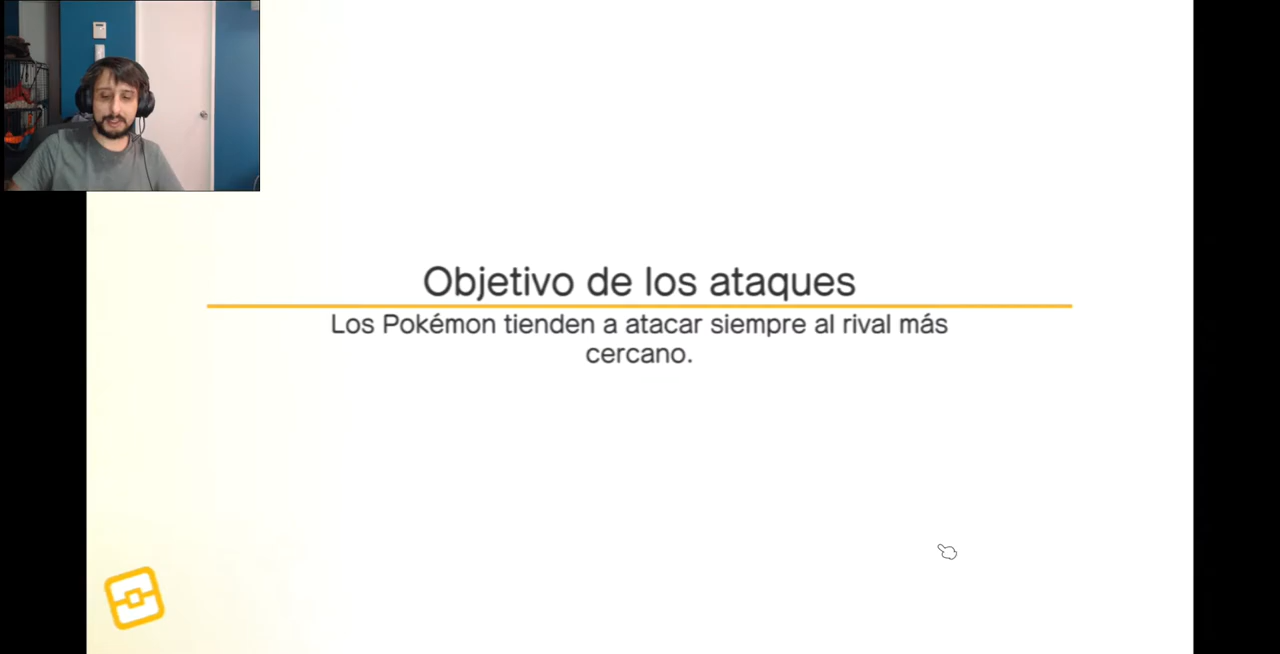 Objetivo de los ataques
Los Pokémon tienden a atacar siempre al rival más
cercano.